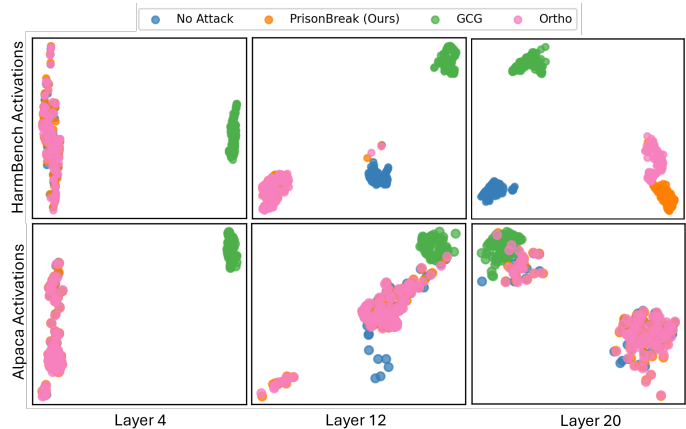 No Attack PrisonBreak (Ours) GCG Ortho
HarmBench Activations
Alpaca Activations
Layer 4 Layer 12 Layer 20